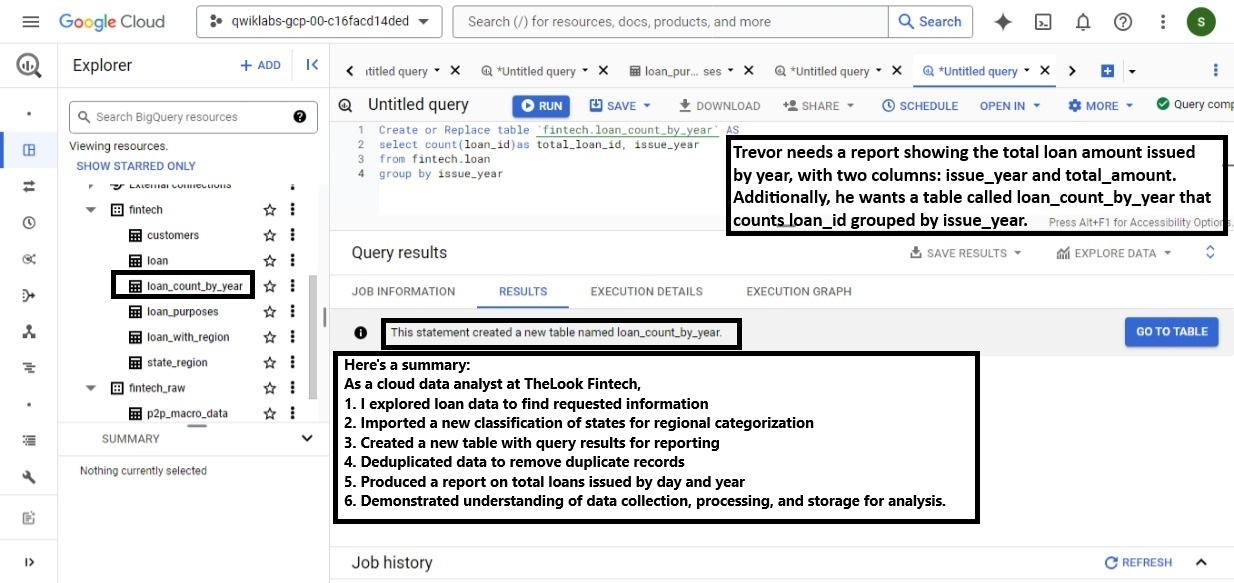 Google Cloud
qwiklabs-gcp-00-c16facd14ded
Search (/) for resources, docs, products, and more
Search
S
Explorer
+ ADD
Search BigQuery resources
Viewing resources.
SHOW STARRED ONLY
External connections
fintech
customers
loan
loan_count_by_year
loan_purposes
loan_with_region
state_region
fintech_raw
p2p_macro_data
SUMMARY
Nothing currently selected
ntitled query
*Untitled query
loan_pur... ses
*Untitled query
*Untitled query
Untitled query
RUN
SAVE
DOWNLOAD
SHARE
SCHEDULE
OPEN IN
MORE
Query comp
1 Create or Replace table `fintech.loan_count_by_year` AS
2 select count(loan_id)as total_loan_id, issue_year
3 from fintech.loan
4 group by issue_year
Trevor needs a report showing the total loan amount issued
by year, with two columns: issue_year and total_amount.
Additionally, he wants a table called loan_count_by_year that
counts loan_id grouped by issue_year.
Press Alt+F1 for Accessibility Options.
Query results
SAVE RESULTS
EXPLORE DATA
JOB INFORMATION
RESULTS
EXECUTION DETAILS
EXECUTION GRAPH
This statement created a new table named loan_count_by_year.
GO TO TABLE
Here's a summary:
As a cloud data analyst at TheLook Fintech,
1. I explored loan data to find requested information
2. Imported a new classification of states for regional categorization
3. Created a new table with query results for reporting
4. Deduplicated data to remove duplicate records
5. Produced a report on total loans issued by day and year
6. Demonstrated understanding of data collection, processing, and storage for analysis.
Job history
REFRESH